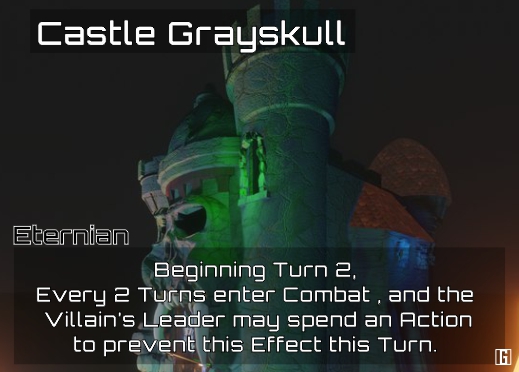 Castle Grayskull
Eternian
Beginning Turn 2,
Every 2 Turns enter Combat , and the
Villain's Leader may spend an Action
to prevent this Effect this Turn.